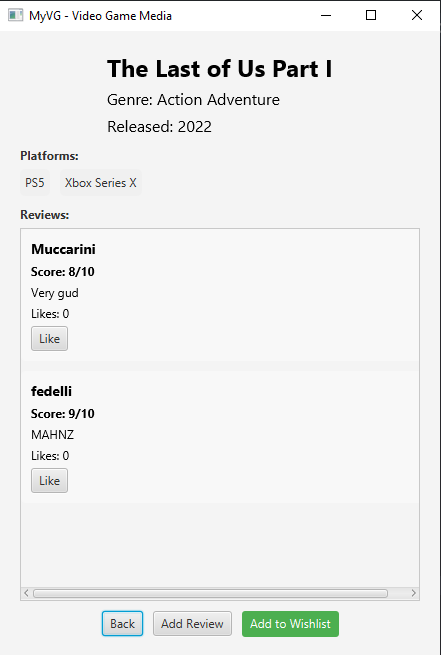 MyVG - Video Game Media
The Last of Us Part I
Genre: Action Adventure
Released: 2022
Platforms:
PS5 Xbox Series X
Reviews:
Muccarini
Score: 8/10
Very gud
Likes: 0
Like
fedelli
Score: 9/10
MAHNZ
Likes: 0
Like
Back Add Review Add to Wishlist